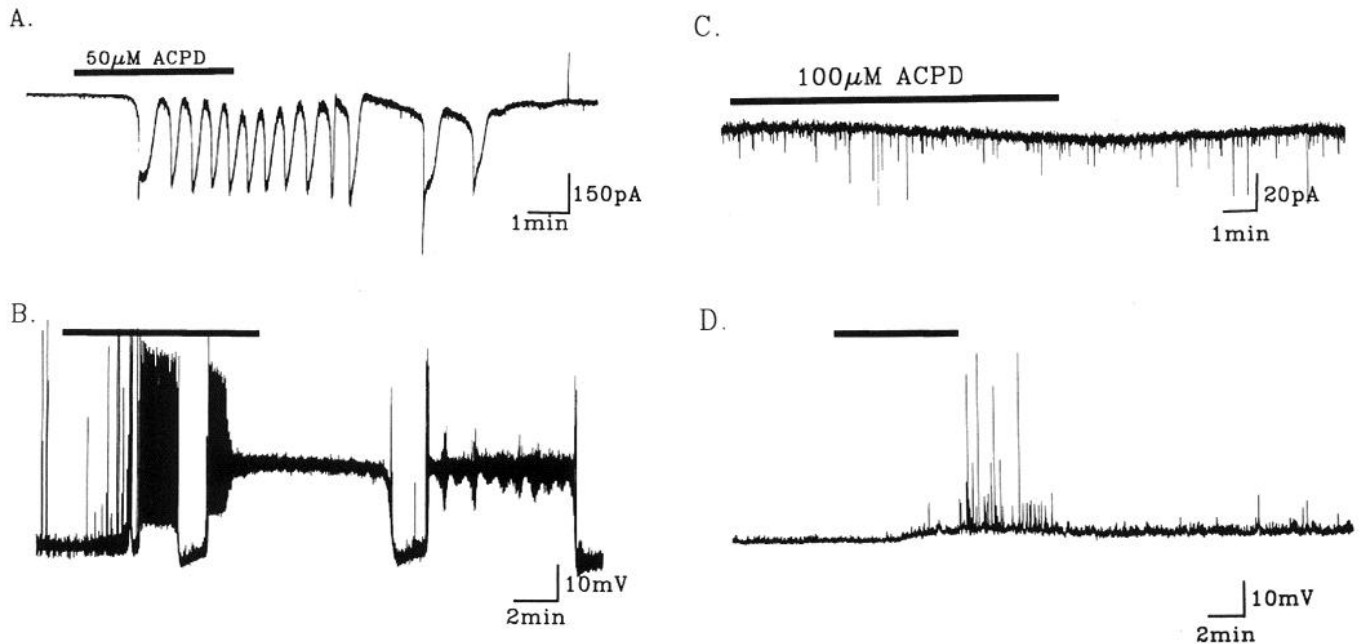 A.
50μM ACPD
150pA
1min
B.
10mV
2min
C.
100μM ACPD
20pA
1min
D.
10mV
2min